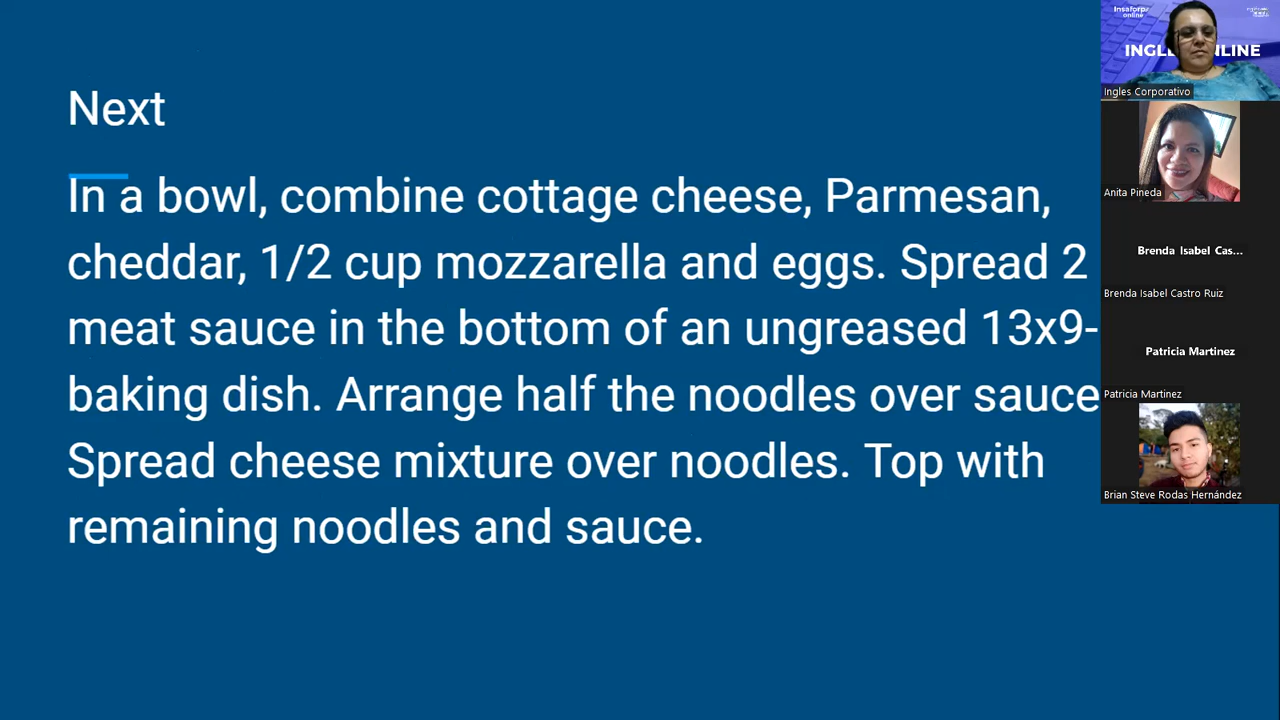 Next
In a bowl, combine cottage cheese, Parmesan,
cheddar, 1/2 cup mozzarella and eggs. Spread 2
meat sauce in the bottom of an ungreased 13x9-
baking dish. Arrange half the noodles over sauce
Spread cheese mixture over noodles. Top with
remaining noodles and sauce.
Insaforp
online
INGLE NLINE
Ingles Corporativo
Anita Pineda
Brenda Isabel Cas...
Brenda Isabel Castro Ruiz
Patricia Martinez
Patricia Martinez
Brian Steve Rodas Hernández